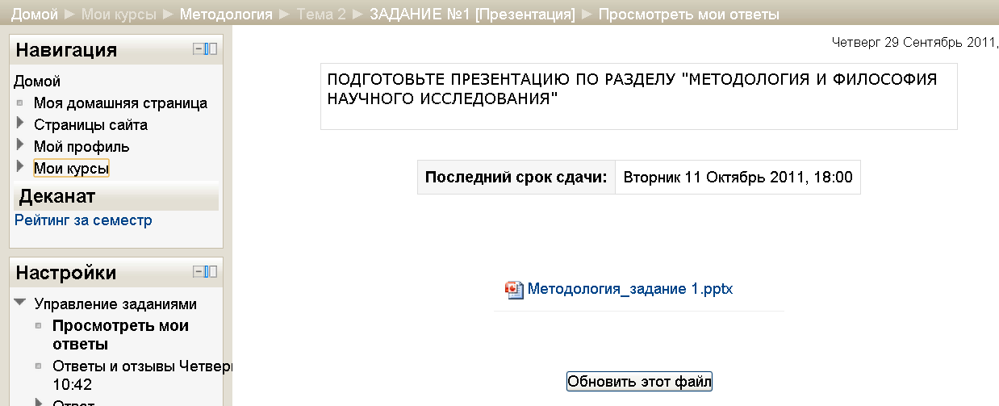 Домой ► Мои курсы ► Методология ► Тема 2 ► ЗАДАНИЕ №1 [Презентация] ► Просмотреть мои ответы
Четверг 29 Сентябрь 2011,
Навигация
Домой
Моя домашняя страница
Страницы сайта
Мой профиль
Мои курсы
Деканат
Рейтинг за семестр
Настройки
Управление заданиями
Просмотреть мои
ответы
Ответы и отзывы Четверг
10:42
Ответ
ПОДГОТОВЬТЕ ПРЕЗЕНТАЦИЮ ПО РАЗДЕЛУ "МЕТОДОЛОГИЯ И ФИЛОСОФИЯ
НАУЧНОГО ИССЛЕДОВАНИЯ"
Последний срок сдачи: Вторник 11 Октябрь 2011, 18:00
Методология_задание 1.pptx
Обновить этот файл